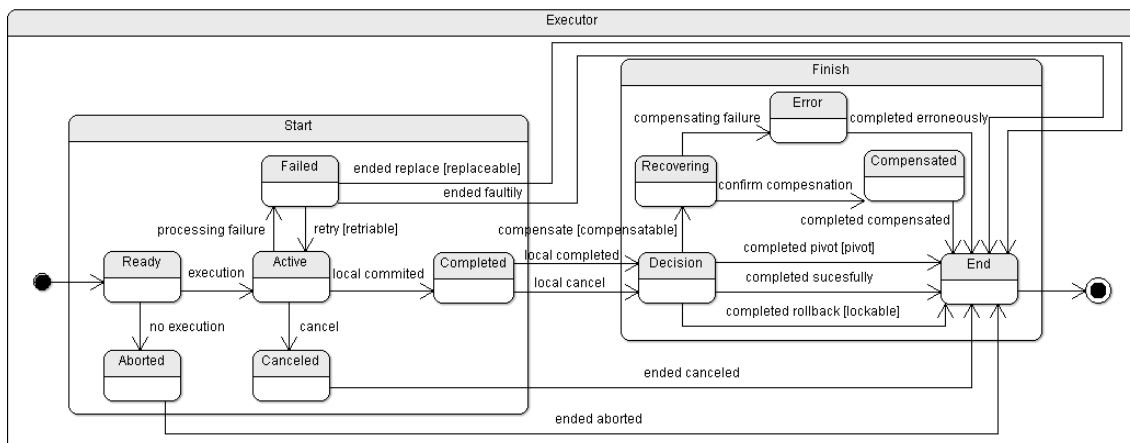 Executor
Finish
Error
compensating failure
completed erroneously
Start
Failed
ended replace [replaceable]
Recovering
Compensated
ended faultily
confirm compesnation
completed compensated
processing failure
retry [retriable]
compensate [compensatable]
Ready
execution
Active
local commited
Completed
local completed
Decision
completed pivot [pivot]
End
local cancel
completed sucesfully
completed rollback [lockable]
no execution
cancel
Aborted
Canceled
ended canceled
ended aborted